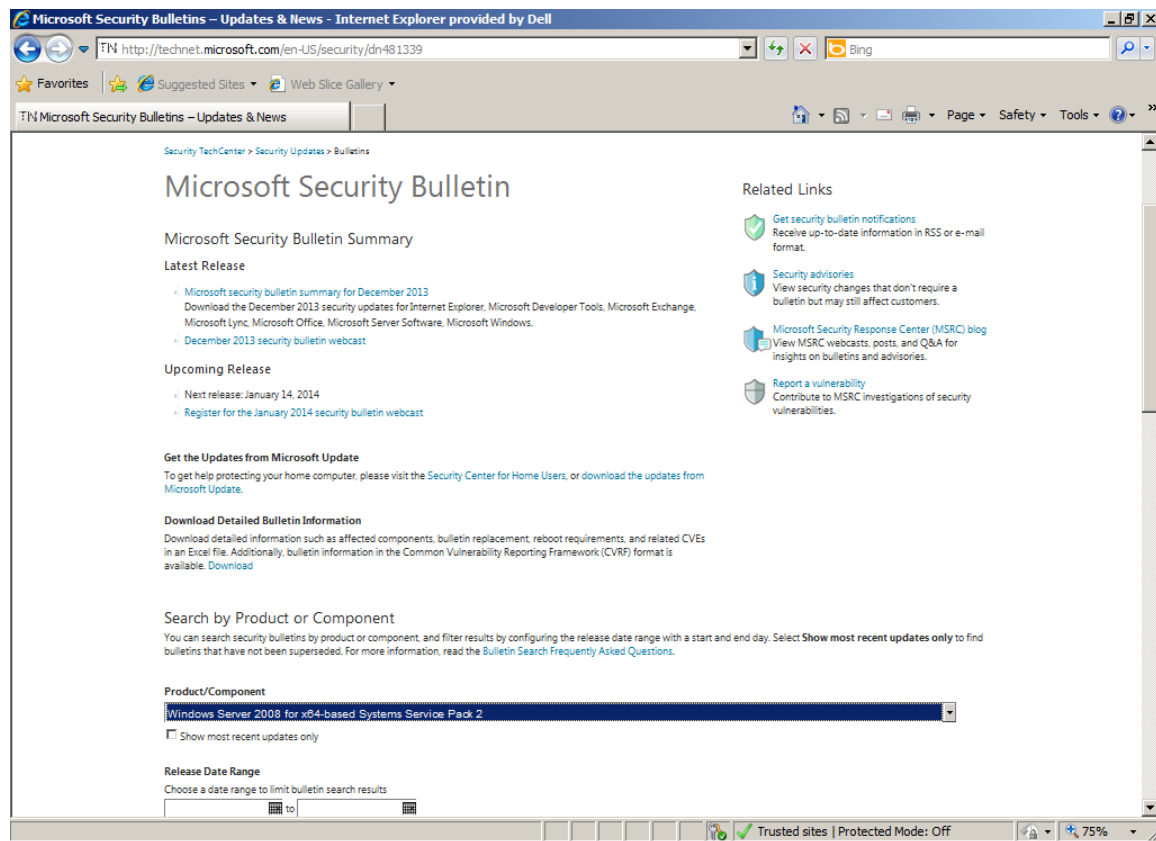 Microsoft Security Bulletins – Updates & News - Internet Explorer provided by Dell
TN http://technet.microsoft.com/en-US/security/dn481339
Bing
Favorites Suggested Sites Web Slice Gallery
TN Microsoft Security Bulletins – Updates & News
Page Safety Tools
Security TechCenter > Security Updates > Bulletins
Microsoft Security Bulletin
Microsoft Security Bulletin Summary
Latest Release
Microsoft security bulletin summary for December 2013
Download the December 2013 security updates for Internet Explorer, Microsoft Developer Tools, Microsoft Exchange,
Microsoft Lync, Microsoft Office, Microsoft Server Software, Microsoft Windows.
December 2013 security bulletin webcast
Upcoming Release
Next release: January 14, 2014
Register for the January 2014 security bulletin webcast
Get the Updates from Microsoft Update
To get help protecting your home computer, please visit the Security Center for Home Users, or download the updates from
Microsoft Update.
Download Detailed Bulletin Information
Download detailed information such as affected components, bulletin replacement, reboot requirements, and related CVEs
in an Excel file. Additionally, bulletin information in the Common Vulnerability Reporting Framework (CVRF) format is
available. Download
Related Links
Get security bulletin notifications
Receive up-to-date information in RSS or e-mail
format.
Security advisories
View security changes that don't require a
bulletin but may still affect customers.
Microsoft Security Response Center (MSRC) blog
View MSRC webcasts, posts, and Q&A for
insights on bulletins and advisories.
Report a vulnerability
Contribute to MSRC investigations of security
vulnerabilities.
Search by Product or Component
You can search security bulletins by product or component, and filter results by configuring the release date range with a start and end day. Select Show most recent updates only to find
bulletins that have not been superseded. For more information, read the Bulletin Search Frequently Asked Questions.
Product/Component
Windows Server 2008 for x64-based Systems Service Pack 2
Show most recent updates only
Release Date Range
Choose a date range to limit bulletin search results
to
Trusted sites | Protected Mode: Off
75%